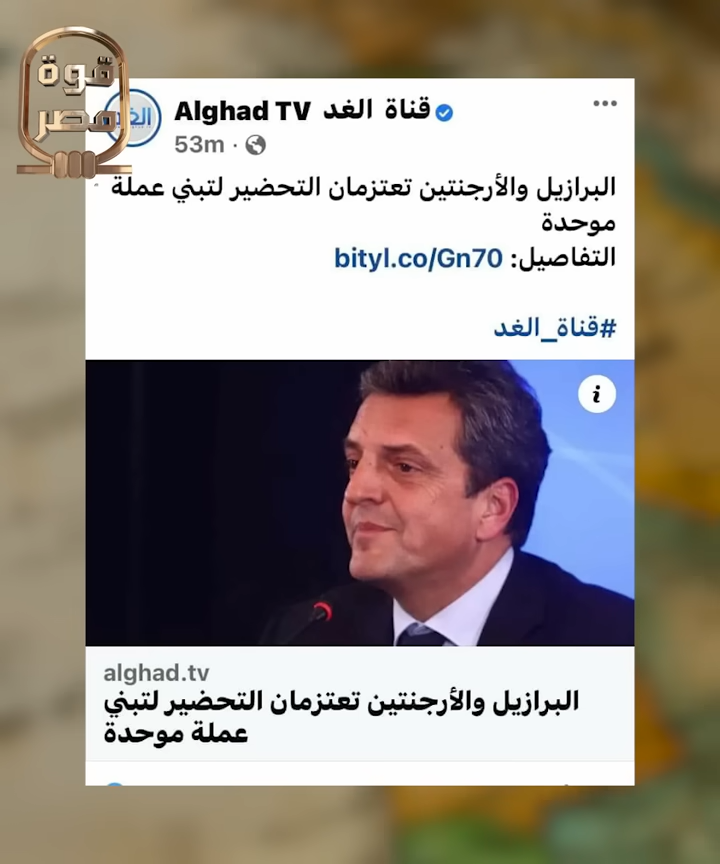 قوة
مصر
الغد
Alghad TV قناة الغد
53m ·
البرازيل والأرجنتين تعتزمان التحضير لتبني عملة
موحدة
التفاصيل: bityl.co/Gn70
#قناة_الغد
alghad.tv
البرازيل والأرجنتين تعتزمان التحضير لتبني
عملة موحدة